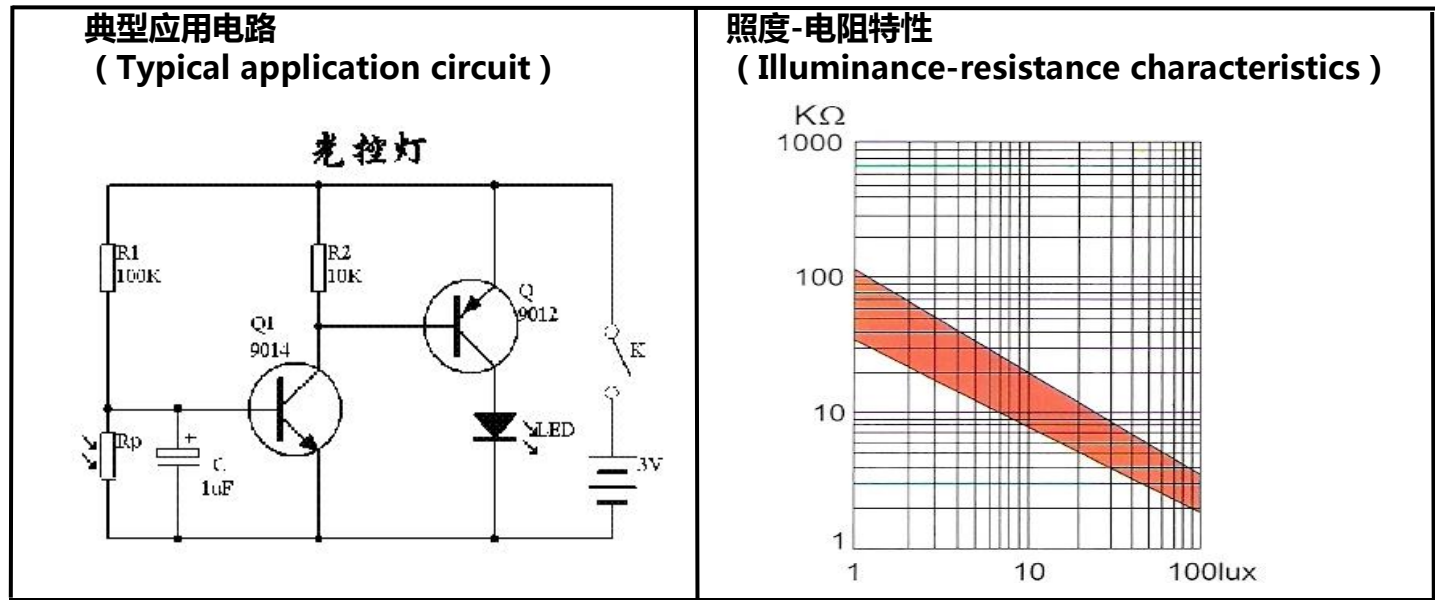 典型应用电路
（Typical application circuit）
光控灯
R1
100K
R2
10K
Q1
9014
Q
9012
K
Rp
+
C
1uF
LED
3V
照度-电阻特性
（Illuminance-resistance characteristics）
KΩ
1000
100
10
1
1
10
100lux